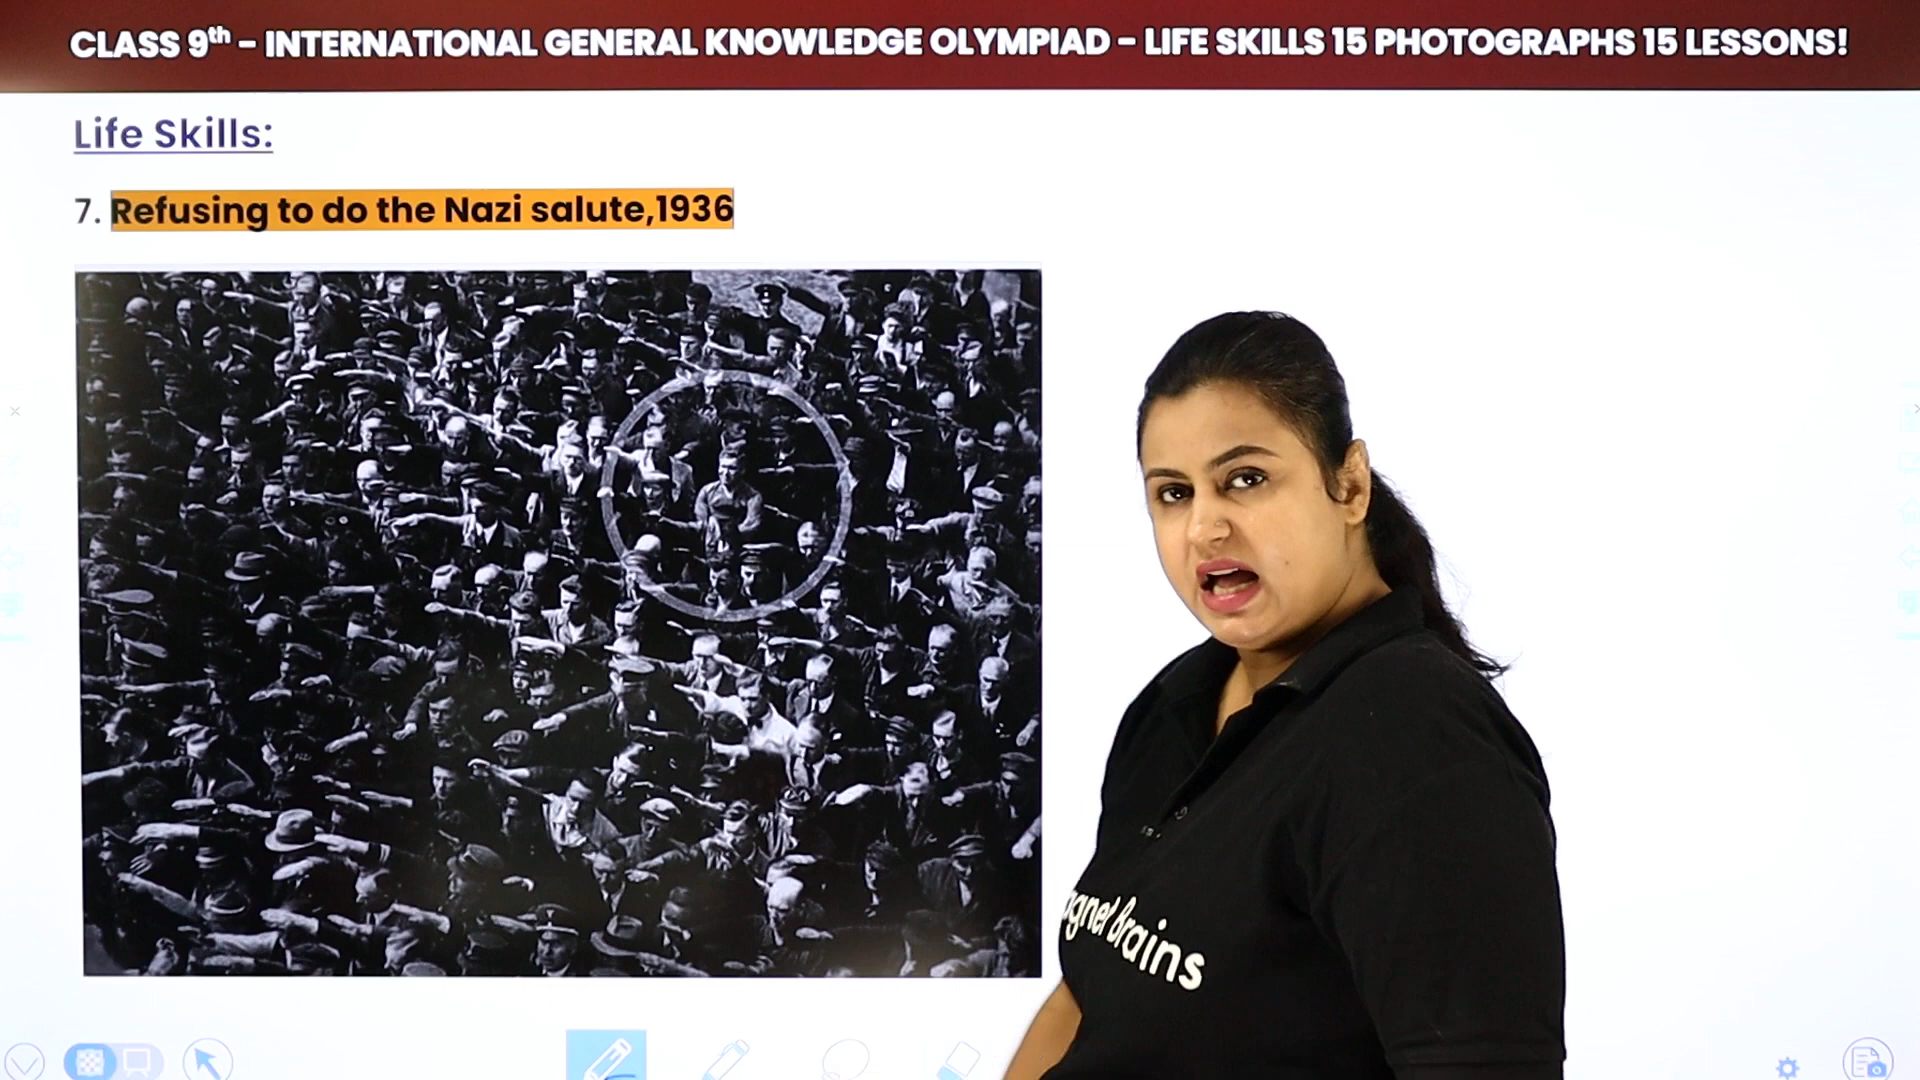 CLASS 9th - INTERNATIONAL GENERAL KNOWLEDGE OLYMPIAD - LIFE SKILLS 15 PHOTOGRAPHS 15 LESSONS!
Life Skills:
7. Refusing to do the Nazi salute,1936
Brains